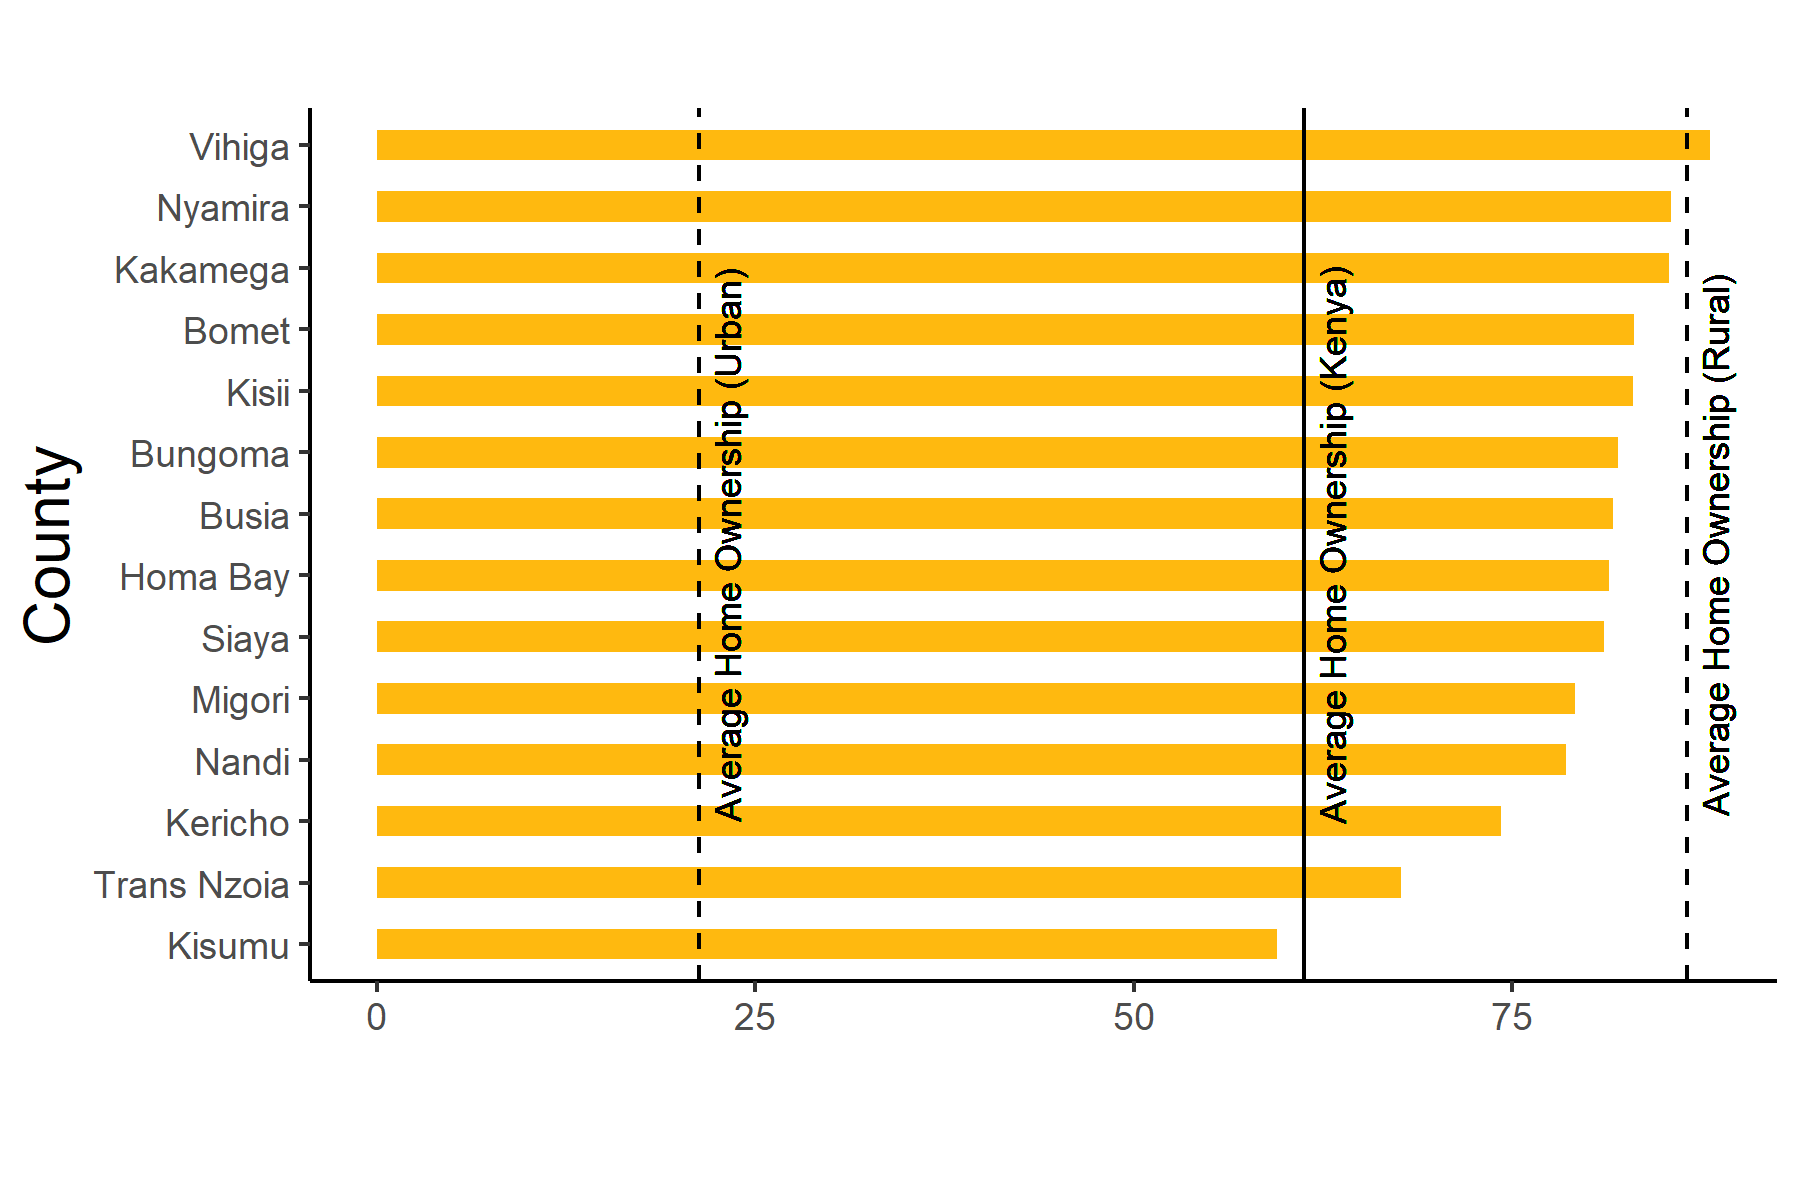 County
Vihiga
Nyamira
Kakamega
Bomet
Kisii
Bungoma
Busia
Homa Bay
Siaya
Migori
Nandi
Kericho
Trans Nzoia
Kisumu
Average Home Ownership (Urban)
Average Home Ownership (Kenya)
Average Home Ownership (Rural)
0
25
50
75